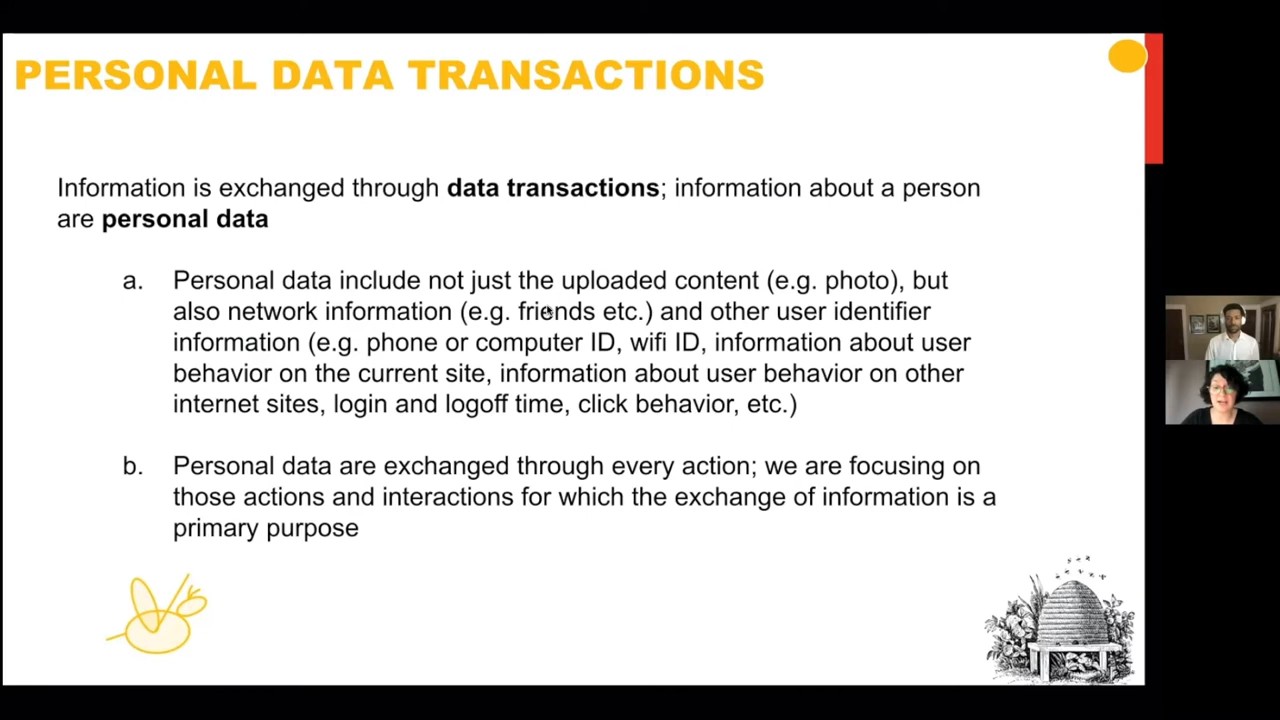 PERSONAL DATA TRANSACTIONS
Information is exchanged through data transactions; information about a person
are personal data
a. Personal data include not just the uploaded content (e.g. photo), but
also network information (e.g. friends etc.) and other user identifier
information (e.g. phone or computer ID, wifi ID, information about user
behavior on the current site, information about user behavior on other
internet sites, login and logoff time, click behavior, etc.)
b. Personal data are exchanged through every action; we are focusing on
those actions and interactions for which the exchange of information is a
primary purpose